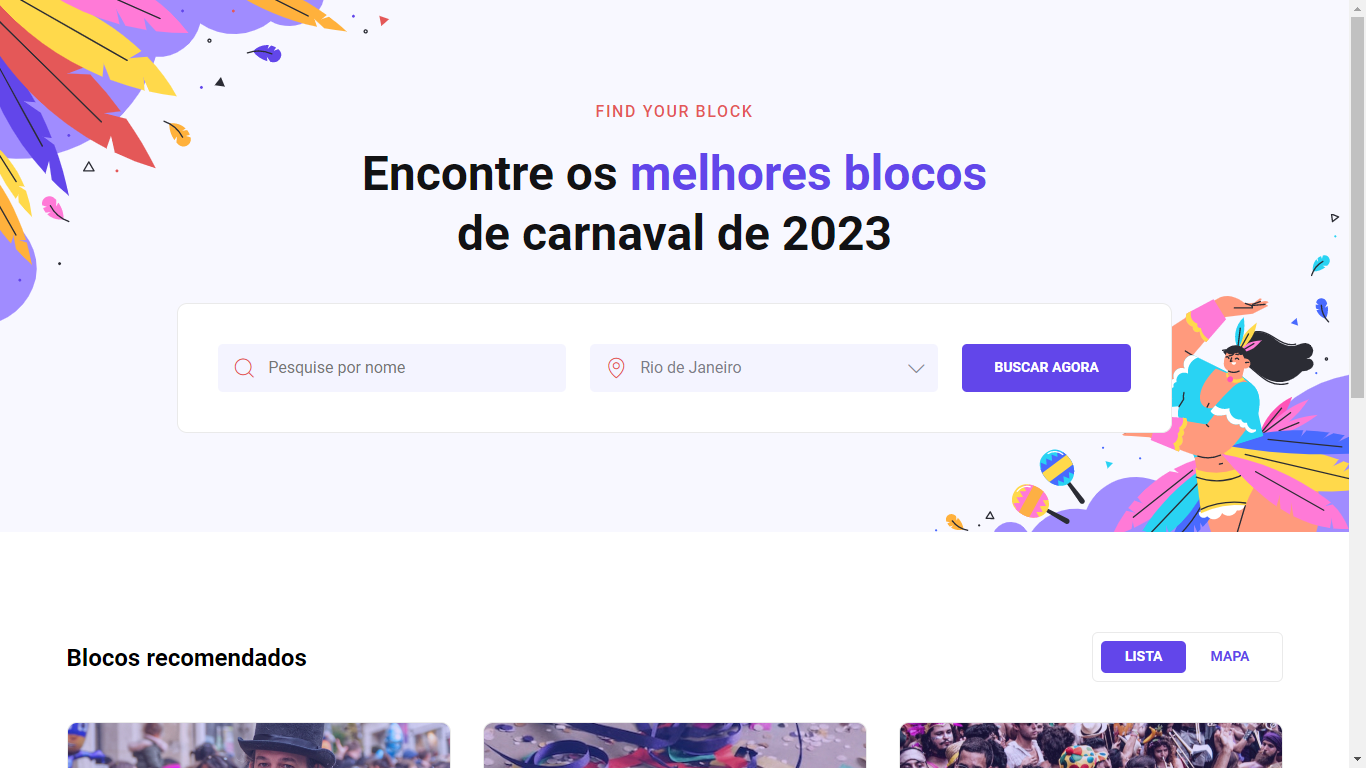 FIND YOUR BLOCK
Encontre os melhores blocos
de carnaval de 2023
Pesquise por nome
Rio de Janeiro
BUSCAR AGORA
Blocos recomendados
LISTA
MAPA